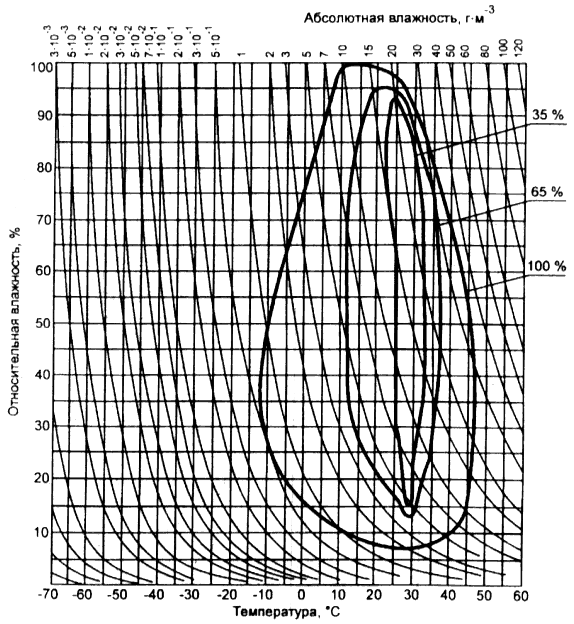 Абсолютная влажность, г·м⁻³
3·10⁻³ 5·10⁻³ 1·10⁻² 2·10⁻² 3·10⁻² 5·10⁻² 7·10⁻² 1·10⁻¹ 2·10⁻¹ 3·10⁻¹ 5·10⁻¹ 1 2 3 5 7 10 15 20 30 40 50 60 80 100 120
100
90
80
70
60
50
40
30
20
10
Относительная влажность, %
35 %
65 %
100 %
-70 -60 -50 -40 -30 -20 -10 0 10 20 30 40 50 60
Температура, °С